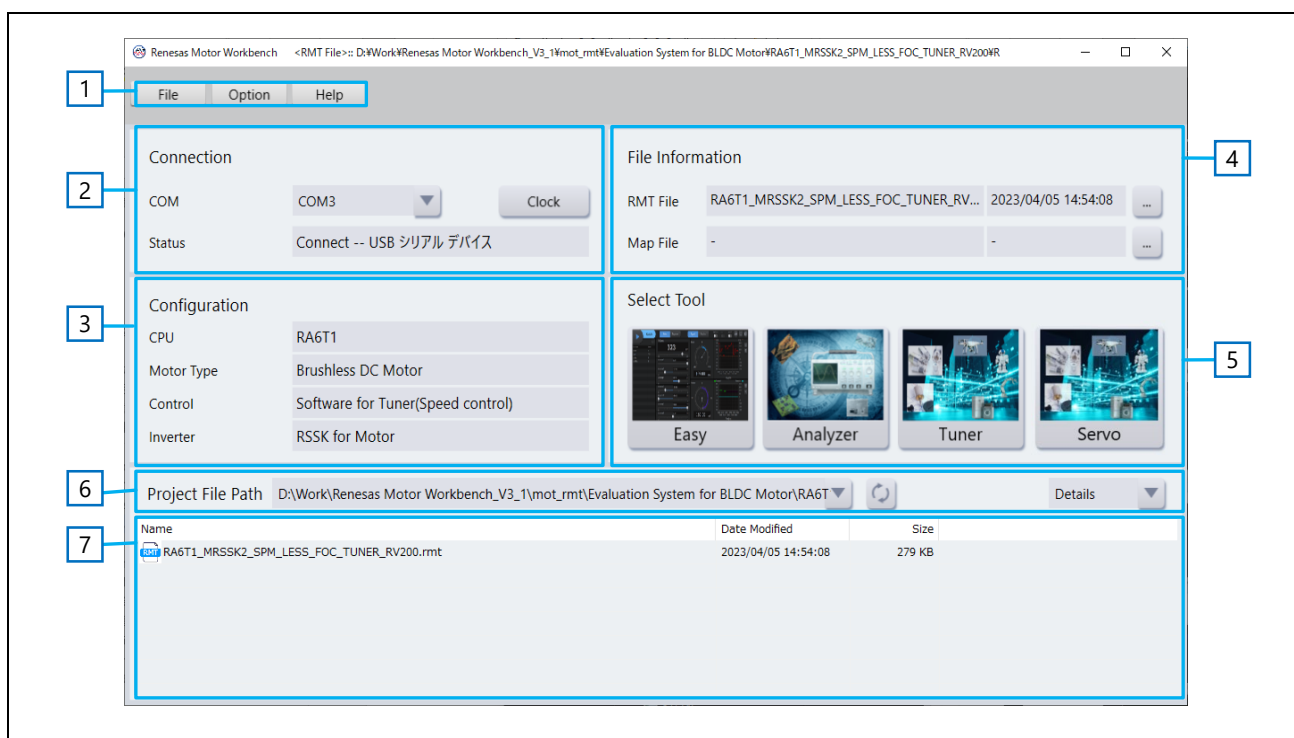 Renesas Motor Workbench <RMT File>:: D:¥Work¥Renesas Motor Workbench_V3_1¥mot_rmt¥Evaluation System for BLDC Motor¥RA6T1_MRSSK2_SPM_LESS_FOC_TUNER_RV200¥R
1
File Option Help
Connection
2
COM COM3 Clock
Status Connect -- USB シリアル デバイス
File Information
4
RMT File RA6T1_MRSSK2_SPM_LESS_FOC_TUNER_RV... 2023/04/05 14:54:08 ...
Map File - - ...
Configuration
3
CPU RA6T1
Motor Type Brushless DC Motor
Control Software for Tuner(Speed control)
Inverter RSSK for Motor
Select Tool
5
Easy Analyzer Tuner Servo
6
Project File Path D:\Work\Renesas Motor Workbench_V3_1\mot_rmt\Evaluation System for BLDC Motor\RA6T Details
Name Date Modified Size
7
RMT RA6T1_MRSSK2_SPM_LESS_FOC_TUNER_RV200.rmt 2023/04/05 14:54:08 279 KB